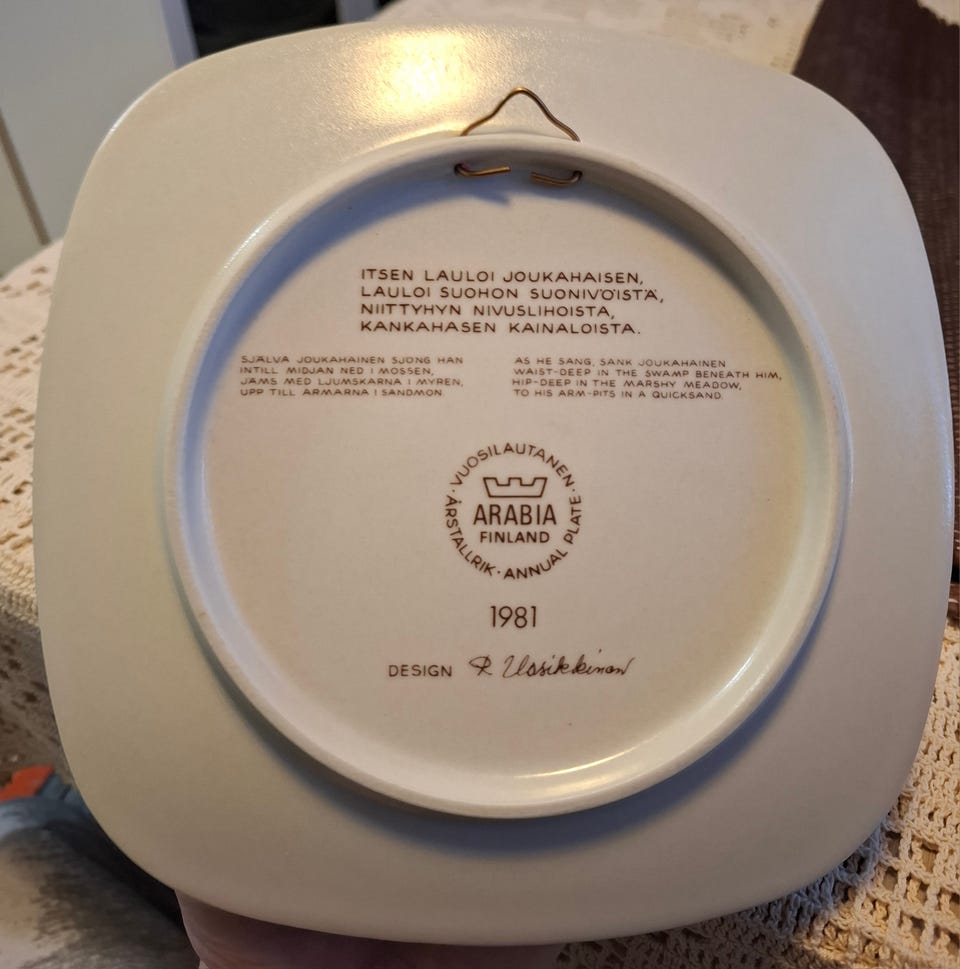 ITSEN LAULOI JOUKAHAISEN,
LAULOI SUOHON SUONIVÖISTÄ,
NIITTYHYN NIVUSLIHOISTA,
KANKAHASEN KAINALOISTA.
SJÄLVA JOUKAHAINEN SJÖNG HAN
INTILL MIDJAN NED I MOSSEN,
JÄMS MED LJUMSKARNA I MYREN,
UPP TILL ARMARNA I SANDMON.
AS HE SANG, SANK JOUKAHAINEN
WAIST-DEEP IN THE SWAMP BENEATH HIM,
HIP-DEEP IN THE MARSHY MEADOW,
TO HIS ARM-PITS IN A QUICKSAND.
· VUOSILAUTANEN ·
ARABIA
FINLAND
ÅRSTALLRIK · ANNUAL PLATE
1981
DESIGN R Uosikkinen